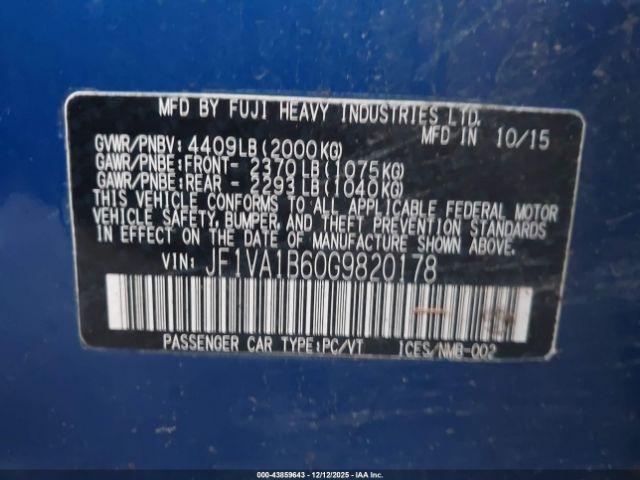 MFD BY FUJI HEAVY INDUSTRIES LTD.
MFD IN 10/15
GVWR/PNBV: 4409LB(2000KG)
GAWR/PNBE:FRONT- 2370LB(1075KG)
GAWR/PNBE:REAR - 2293LB(1040KG)
THIS VEHICLE CONFORMS TO ALL APPLICABLE FEDERAL MOTOR
VEHICLE SAFETY, BUMPER, AND THEFT PREVENTION STANDARDS
IN EFFECT ON THE DATE OF MANUFACTURE SHOWN ABOVE.
VIN: JF1VA1B60G9820178
PASSENGER CAR TYPE:PC/VT ICES/NMB-002
000-43859643 - 12/12/2025 - IAA Inc.